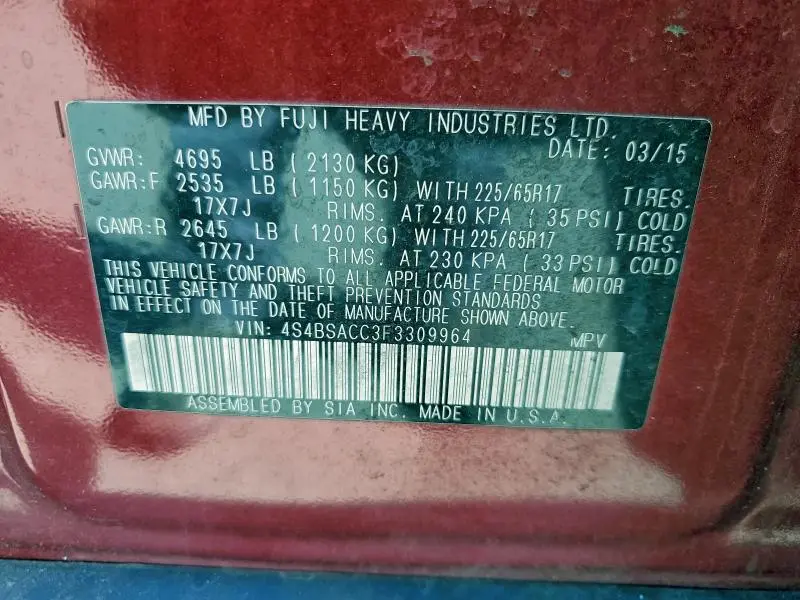 MFD BY FUJI HEAVY INDUSTRIES LTD.
DATE: 03/15
GVWR: 4695 LB ( 2130 KG)
GAWR:F 2535 LB ( 1150 KG) WITH 225/65R17 TIRES.
17X7J RIMS. AT 240 KPA ( 35 PSI) COLD
GAWR:R 2645 LB ( 1200 KG) WITH 225/65R17 TIRES.
17X7J RIMS. AT 230 KPA ( 33 PSI) COLD
THIS VEHICLE CONFORMS TO ALL APPLICABLE FEDERAL MOTOR
VEHICLE SAFETY AND THEFT PREVENTION STANDARDS
IN EFFECT ON THE DATE OF MANUFACTURE SHOWN ABOVE.
VIN: 4S4BSACC3F3309964 MPV
ASSEMBLED BY SIA INC. MADE IN U.S.A.